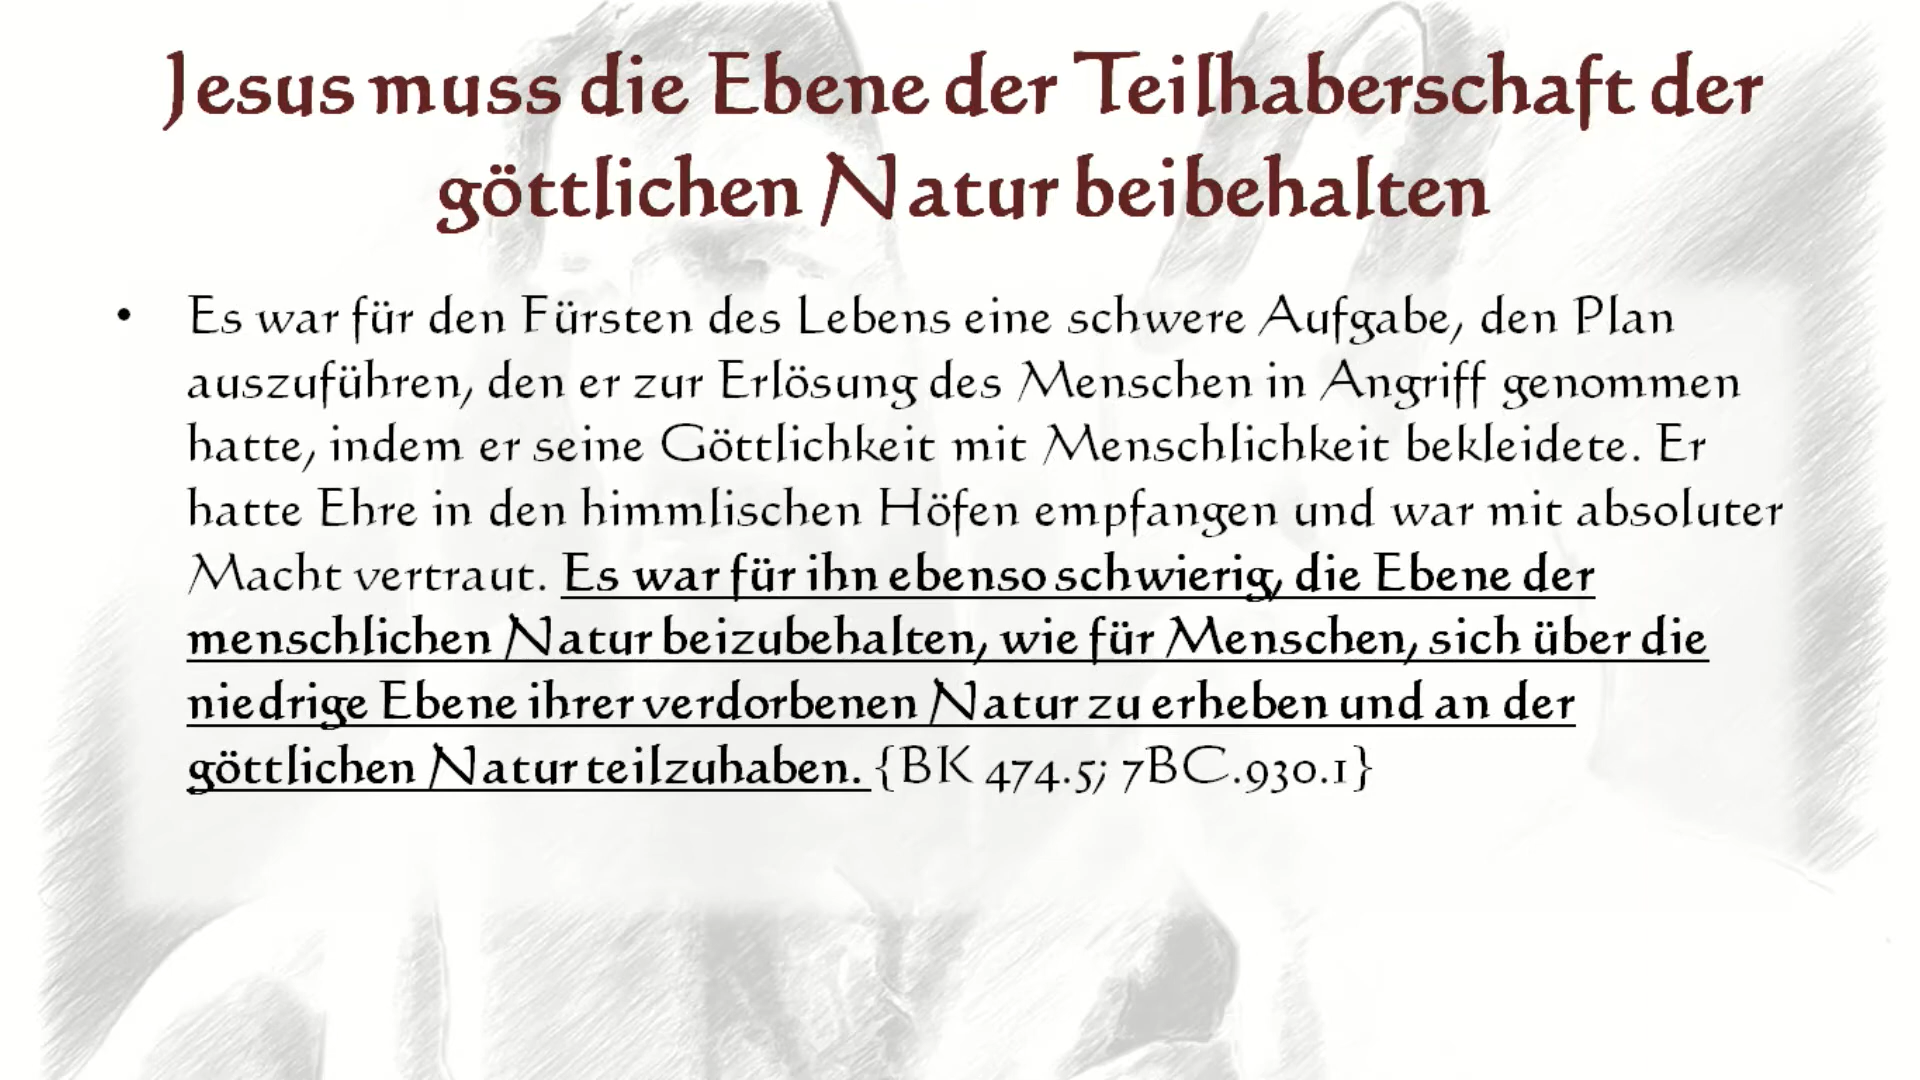 Jesus muss die Ebene der Teilhaberschaft der
göttlichen Natur beibehalten
• Es war für den Fürsten des Lebens eine schwere Aufgabe, den Plan
auszuführen, den er zur Erlösung des Menschen in Angriff genommen
hatte, indem er seine Göttlichkeit mit Menschlichkeit bekleidete. Er
hatte Ehre in den himmlischen Höfen empfangen und war mit absoluter
Macht vertraut. Es war für ihn ebenso schwierig, die Ebene der
menschlichen Natur beizubehalten, wie für Menschen, sich über die
niedrige Ebene ihrer verdorbenen Natur zu erheben und an der
göttlichen Natur teilzuhaben. {BK 474.5; 7BC.930.1}